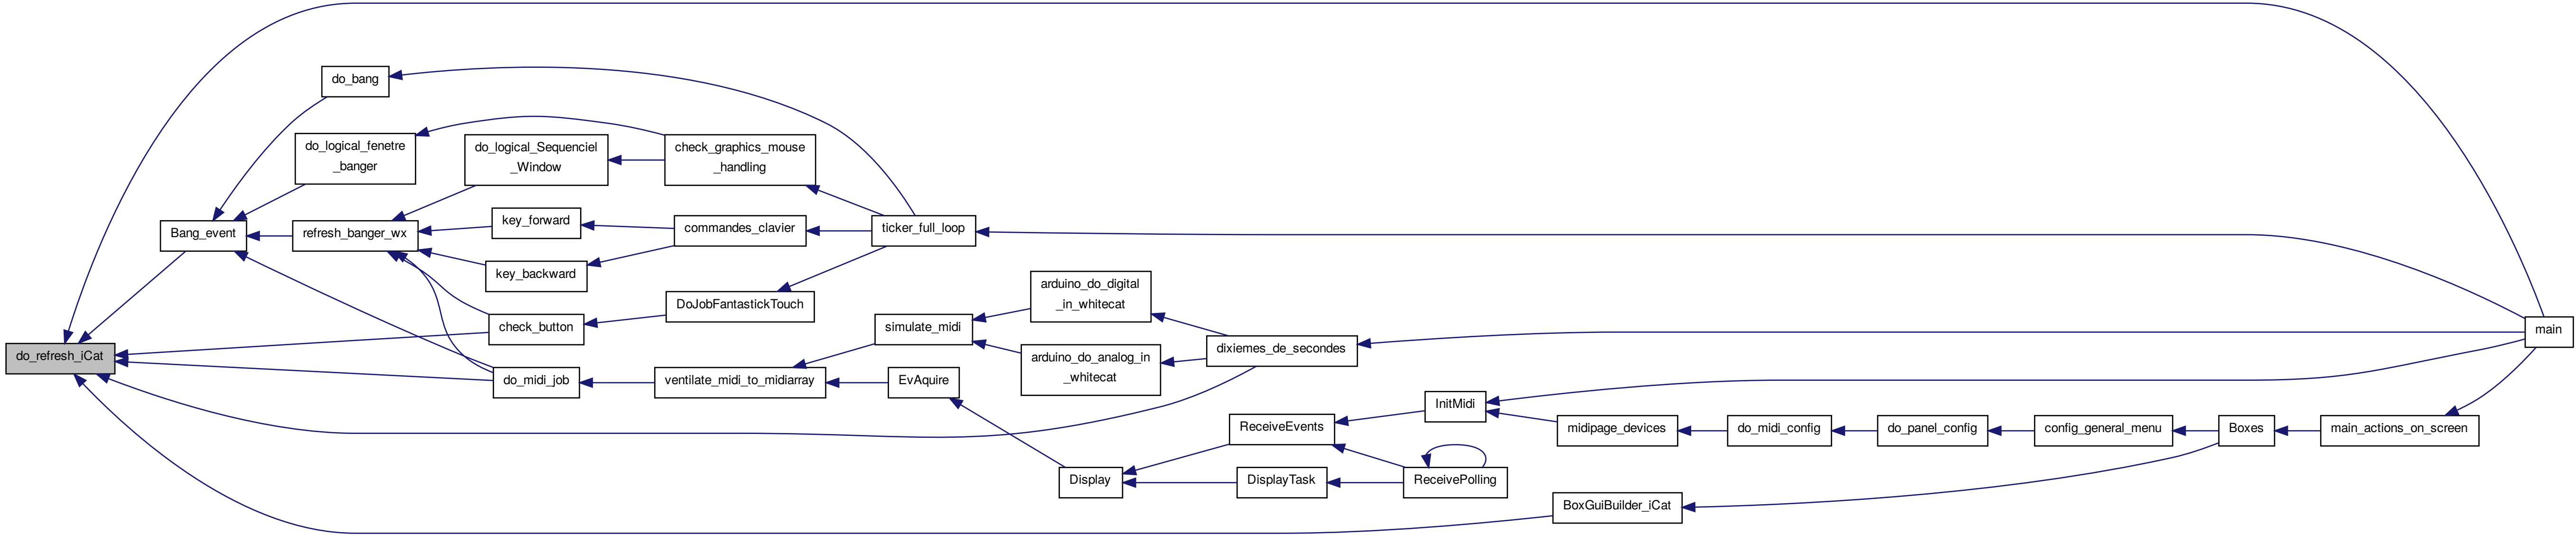 do_bang
do_logical_fenetre
_banger
do_logical_Sequenciel
_Window
check_graphics_mouse
_handling
key_forward
Bang_event
refresh_banger_wx
commandes_clavier
ticker_full_loop
key_backward
arduino_do_digital
_in_whitecat
DoJobFantastickTouch
check_button
simulate_midi
main
do_refresh_iCat
dixiemes_de_secondes
arduino_do_analog_in
_whitecat
do_midi_job
ventilate_midi_to_midiarray
EvAquire
InitMidi
ReceiveEvents
midipage_devices
do_midi_config
do_panel_config
config_general_menu
Boxes
main_actions_on_screen
Display
DisplayTask
ReceivePolling
BoxGuiBuilder_iCat